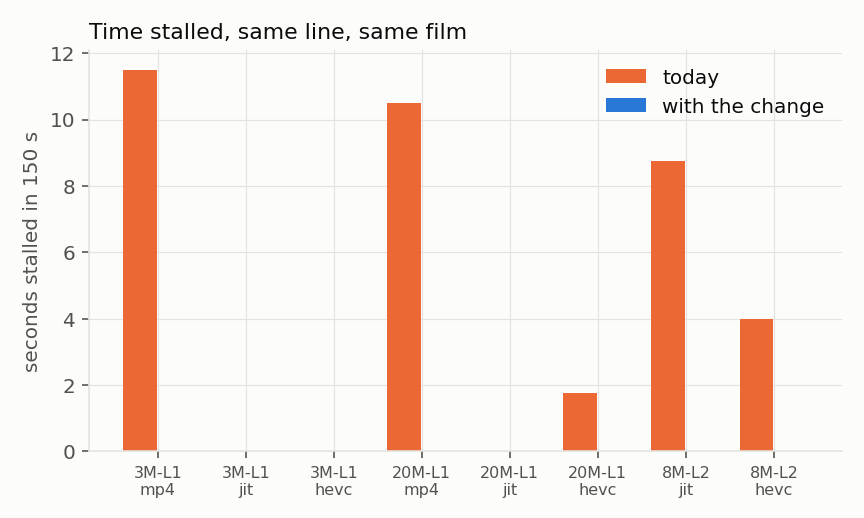 Time stalled, same line, same film
12
10
8
6
4
2
0
seconds stalled in 150 s
today
with the change
3M-L1
mp4
3M-L1
jit
3M-L1
hevc
20M-L1
mp4
20M-L1
jit
20M-L1
hevc
8M-L2
jit
8M-L2
hevc